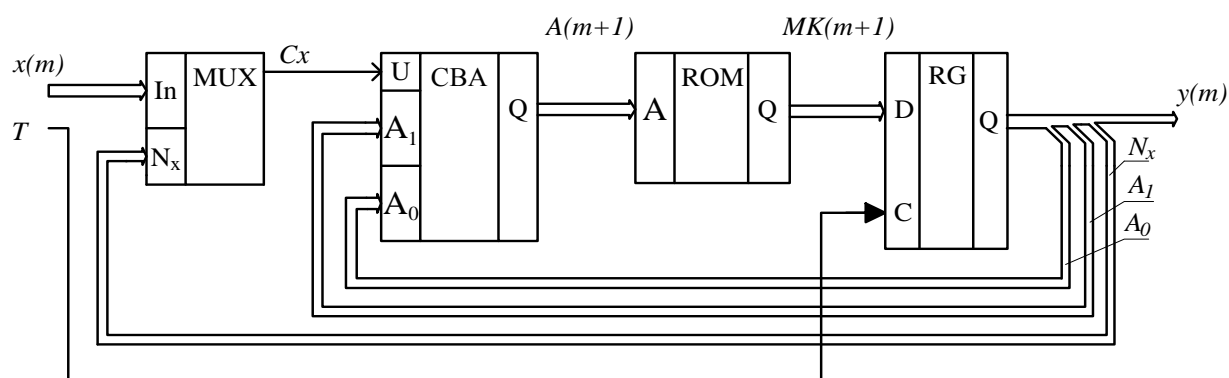 A(m+1)
MK(m+1)
x(m)
Cx
In
MUX
U
CBA
ROM
RG
y(m)
T
Nₓ
A₁
Q
A
Q
D
Q
Nₓ
A₀
C
A₁
A₀